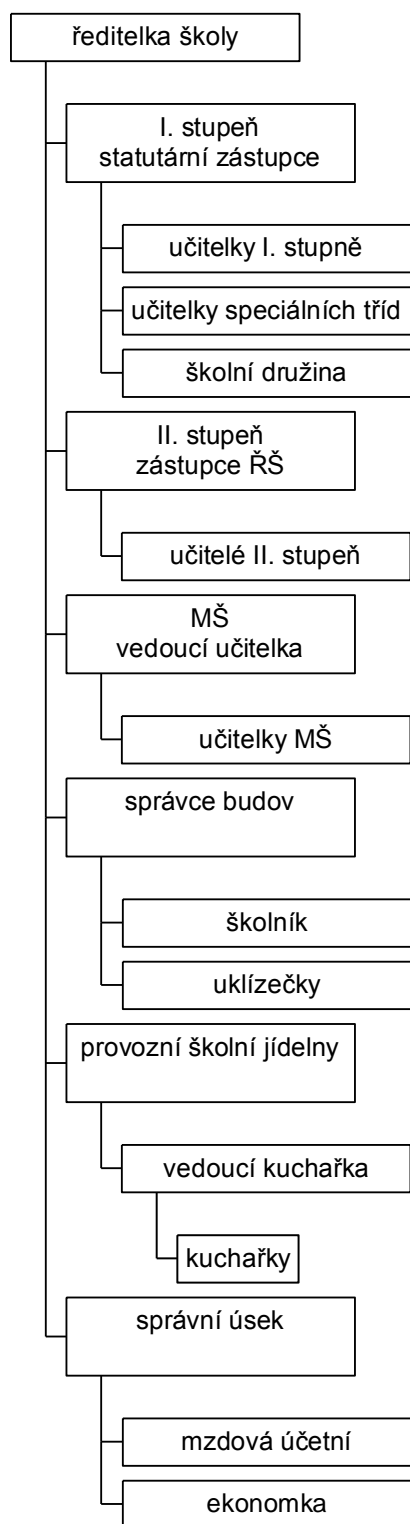 ředitelka školy
I. stupeň
statutární zástupce
učitelky I. stupně
učitelky speciálních tříd
školní družina
II. stupeň
zástupce ŘŠ
učitelé II. stupeň
MŠ
vedoucí učitelka
učitelky MŠ
správce budov
školník
uklízečky
provozní školní jídelny
vedoucí kuchařka
kuchařky
správní úsek
mzdová účetní
ekonomka